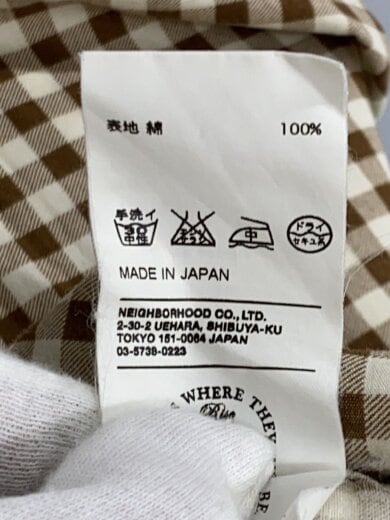 表地 綿 100%
手洗イ
30
中性
エンソ
サラシ
中
ドライ
セキユ系
MADE IN JAPAN
NEIGHBORHOOD CO., LTD.
2-30-2 UEHARA, SHIBUYA-KU
TOKYO 151-0064 JAPAN
03-5738-0223
WHERE THEY